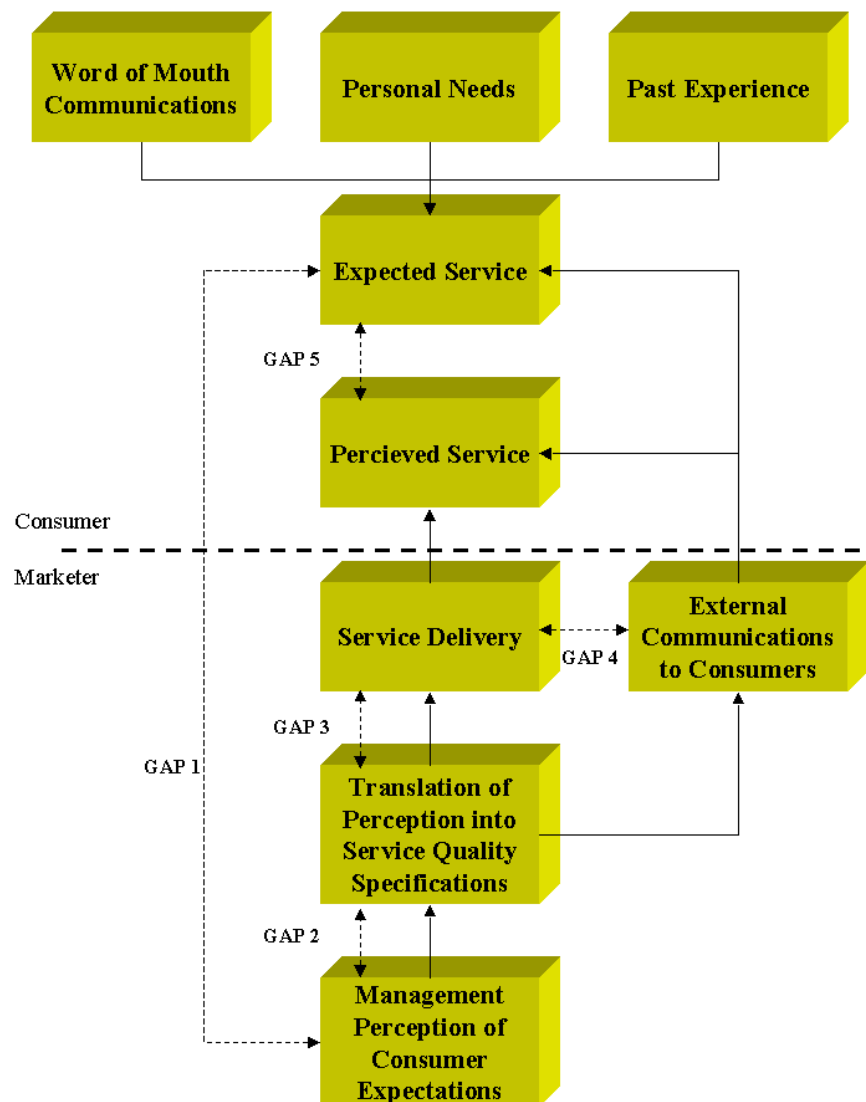 Word of Mouth
Communications
Personal Needs
Past Experience
Expected Service
GAP 5
Percieved Service
Consumer
Marketer
Service Delivery
GAP 4
External
Communications
to Consumers
GAP 3
GAP 1
Translation of
Perception into
Service Quality
Specifications
GAP 2
Management
Perception of
Consumer
Expectations